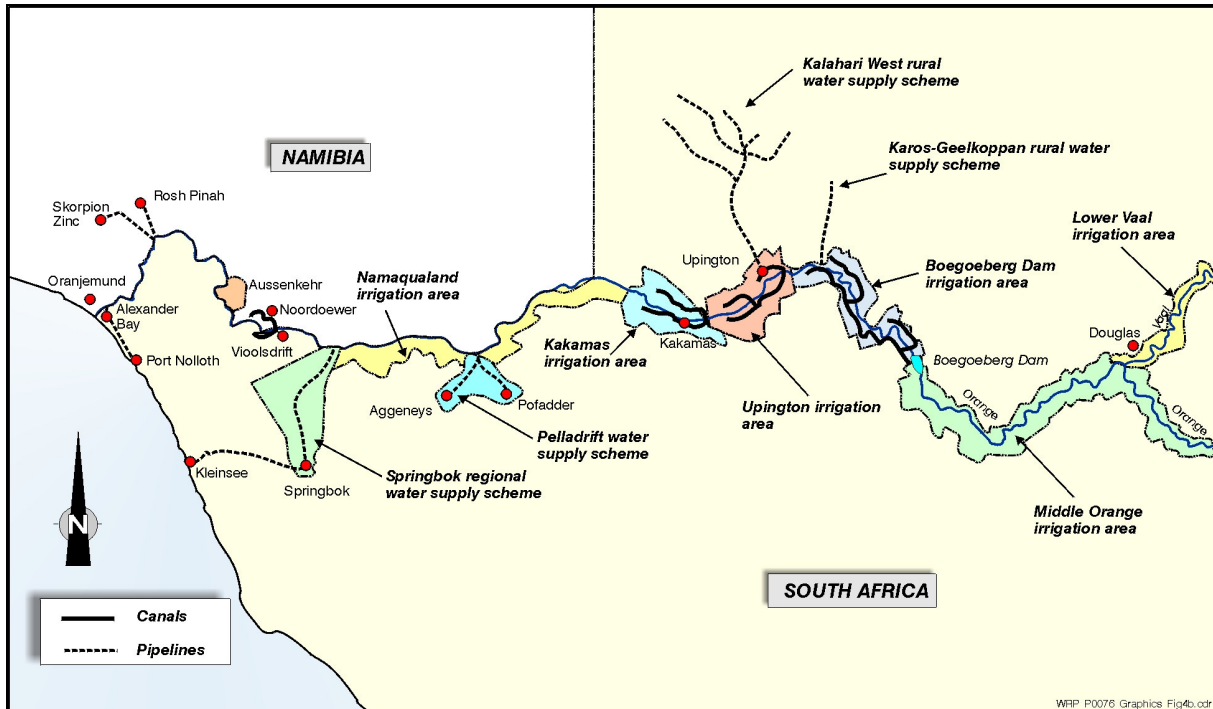 Kalahari West rural
water supply scheme
NAMIBIA
Karos-Geelkoppan rural water
supply scheme
Rosh Pinah
Skorpion
Zinc
Lower Vaal
irrigation area
Oranjemund
Aussenkehr
Namaqualand
irrigation area
Upington
Boegoeberg Dam
irrigation area
Alexander
Bay
Noordoewer
Vioolsdrift
Port Nolloth
Kakamas
irrigation area
Kakamas
Douglas
Vaal
Boegoeberg Dam
Aggeneys
Pofadder
Upington irrigation
area
Orange
Orange
Pelladrift water
supply scheme
Kleinsee
Springbok
Springbok regional
water supply scheme
Middle Orange
irrigation area
N
SOUTH AFRICA
Canals
Pipelines
WRP P0076 Graphics Fig4b.cdr